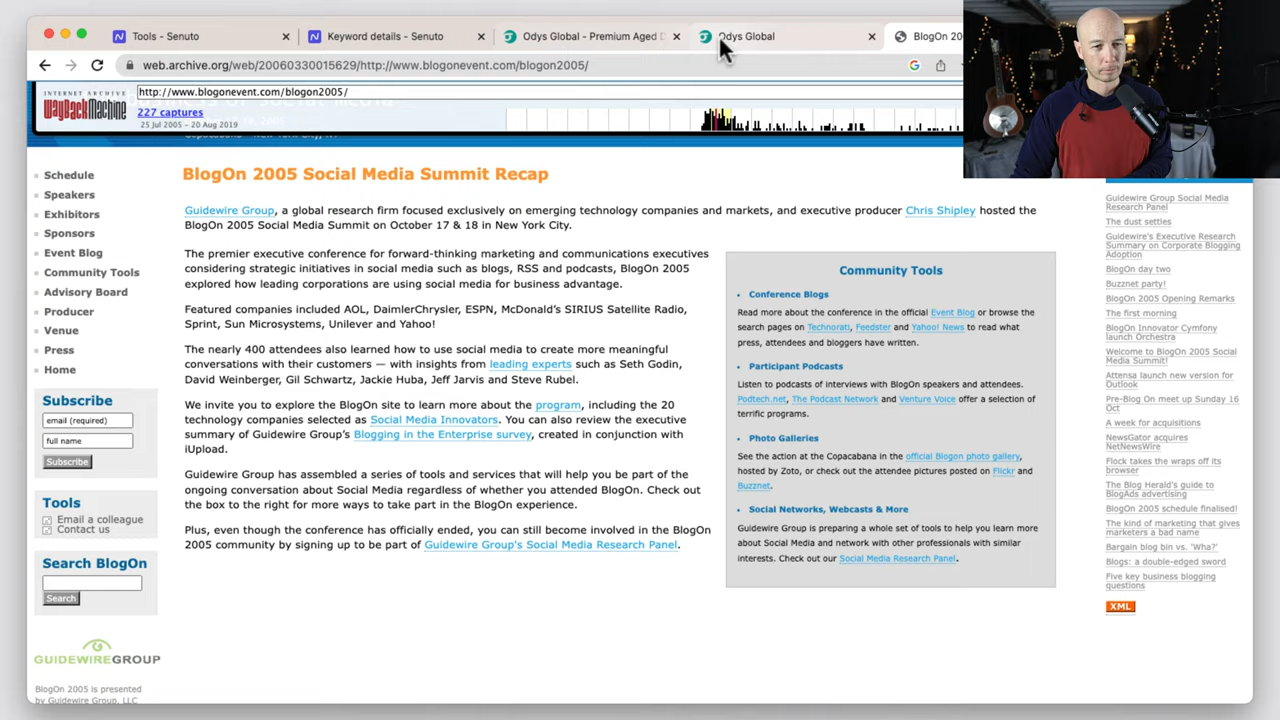 Tools - Senuto
Keyword details - Senuto
Odys Global - Premium Aged D
Odys Global
BlogOn 20
web.archive.org/web/20060330015629/http://www.blogonevent.com/blogon2005/
INTERNET ARCHIVE
WayBackMachine
http://www.blogonevent.com/blogon2005/
227 captures
25 Jul 2005 – 20 Aug 2019
Schedule
Speakers
Exhibitors
Sponsors
Event Blog
Community Tools
Advisory Board
Producer
Venue
Press
Home
Subscribe
email (required)
full name
Subscribe
Tools
Email a colleague
Contact us
Search BlogOn
Search
GUIDEWIREGROUP
BlogOn 2005 is presented
by Guidewire Group, LLC
BlogOn 2005 Social Media Summit Recap
Guidewire Group, a global research firm focused exclusively on emerging technology companies and markets, and executive producer Chris Shipley hosted the
BlogOn 2005 Social Media Summit on October 17 & 18 in New York City.
The premier executive conference for forward-thinking marketing and communications executives
considering strategic initiatives in social media such as blogs, RSS and podcasts, BlogOn 2005
explored how leading corporations are using social media for business advantage.
Featured companies included AOL, DaimlerChrysler, ESPN, McDonald's SIRIUS Satellite Radio,
Sprint, Sun Microsystems, Unilever and Yahoo!
The nearly 400 attendees also learned how to use social media to create more meaningful
conversations with their customers — with insights from leading experts such as Seth Godin,
David Weinberger, Gil Schwartz, Jackie Huba, Jeff Jarvis and Steve Rubel.
We invite you to explore the BlogOn site to learn more about the program, including the 20
technology companies selected as Social Media Innovators. You can also review the executive
summary of Guidewire Group's Blogging in the Enterprise survey, created in conjunction with
iUpload.
Guidewire Group has assembled a series of tools and services that will help you be part of the
ongoing conversation about Social Media regardless of whether you attended BlogOn. Check out
the box to the right for more ways to take part in the BlogOn experience.
Plus, even though the conference has officially ended, you can still become involved in the BlogOn
2005 community by signing up to be part of Guidewire Group's Social Media Research Panel.
Community Tools
Conference Blogs
Read more about the conference in the official Event Blog or browse the
search pages on Technorati, Feedster and Yahoo! News to read what
press, attendees and bloggers have written.
Participant Podcasts
Listen to podcasts of interviews with BlogOn speakers and attendees.
Podtech.net, The Podcast Network and Venture Voice offer a selection of
terrific programs.
Photo Galleries
See the action at the Copacabana in the official Blogon photo gallery,
hosted by Zoto, or check out the attendee pictures posted on Flickr and
Buzznet.
Social Networks, Webcasts & More
Guidewire Group is preparing a whole set of tools to help you learn more
about Social Media and network with other professionals with similar
interests. Check out our Social Media Research Panel.
Guidewire Group Social Media
Research Panel
The dust settles
Guidewire's Executive Research
Summary on Corporate Blogging
Adoption
BlogOn day two
Buzznet party!
BlogOn 2005 Opening Remarks
The first morning
BlogOn Innovator Cymfony
launch Orchestra
Welcome to BlogOn 2005 Social
Media Summit!
Attensa launch new version for
Outlook
Pre-Blog On meet up Sunday 16
Oct
A week for acquisitions
NewsGator acquires
NetNewsWire
Flock takes the wraps off its
browser
The Blog Herald's guide to
BlogAds advertising
BlogOn 2005 schedule finalised!
The kind of marketing that gives
marketers a bad name
Bargain blog bin vs. 'Wha?'
Blogs: a double-edged sword
Five key business blogging
questions
XML